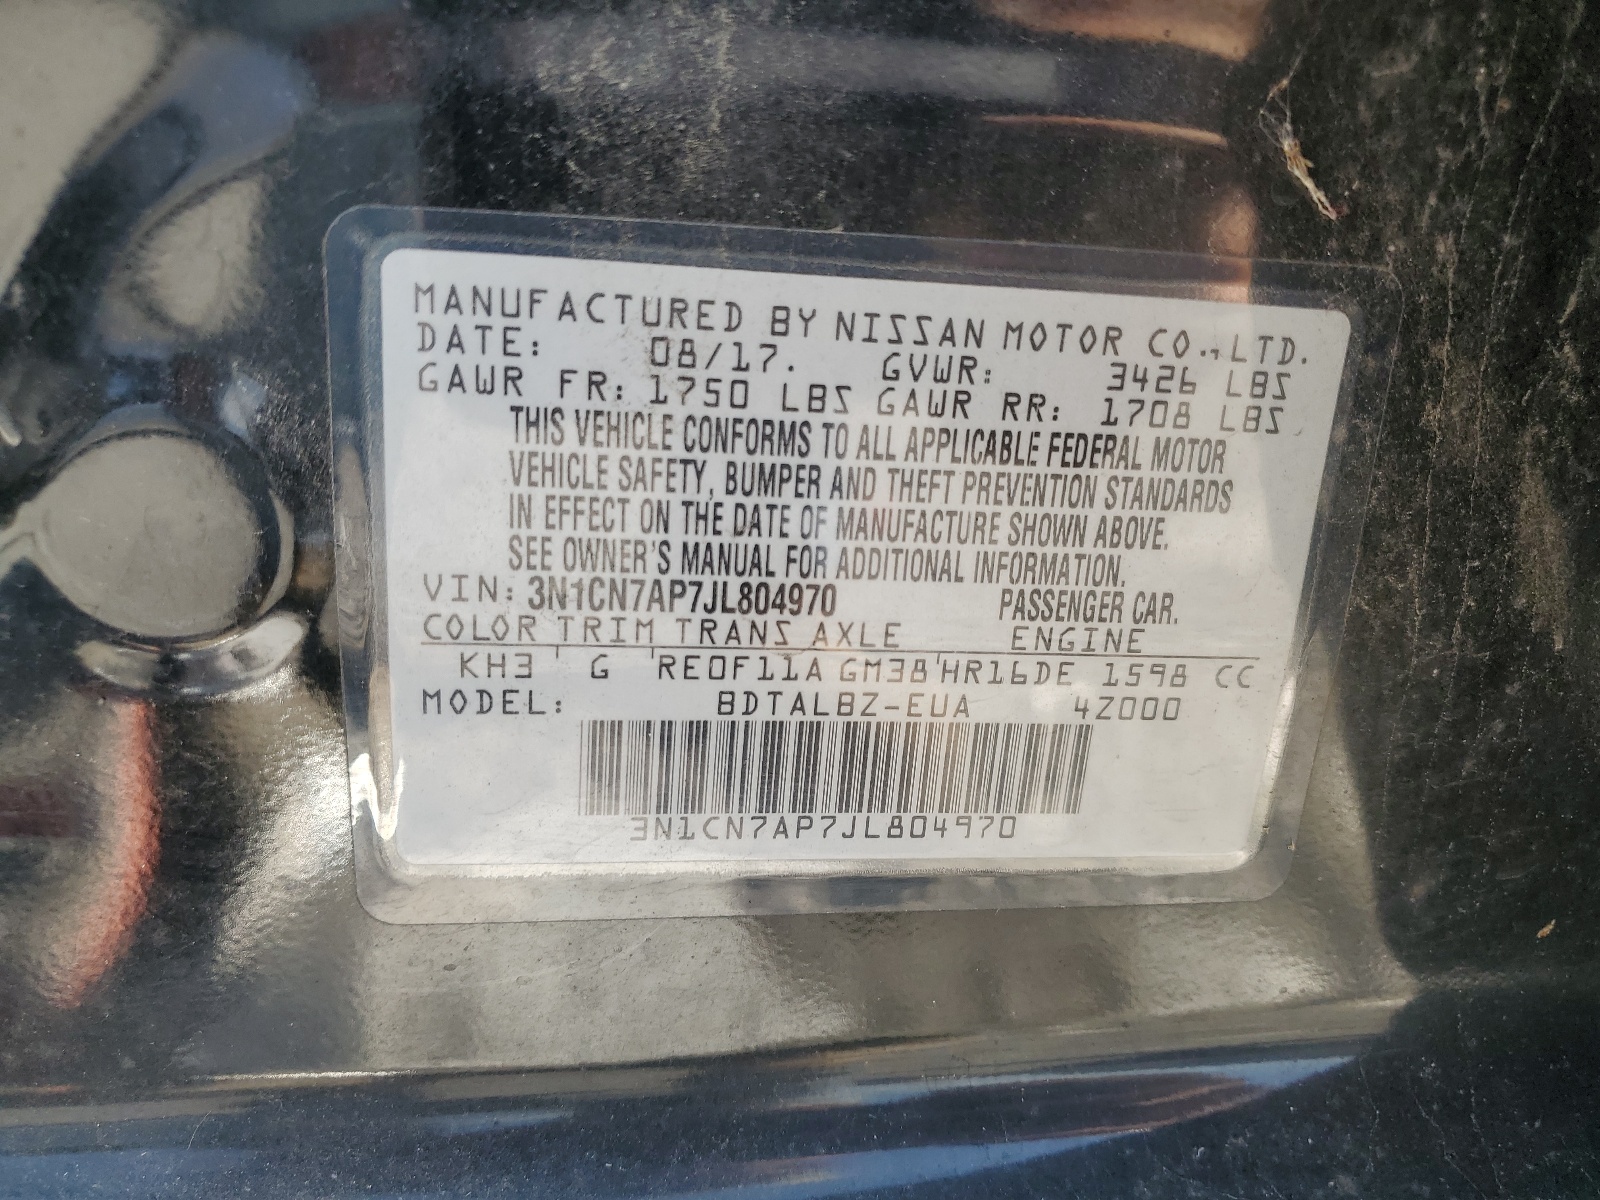 MANUFACTURED BY NISSAN MOTOR CO., LTD.
DATE: 08/17. GVWR: 3426 LBS
GAWR FR: 1750 LBS GAWR RR: 1708 LBS
THIS VEHICLE CONFORMS TO ALL APPLICABLE FEDERAL MOTOR
VEHICLE SAFETY, BUMPER AND THEFT PREVENTION STANDARDS
IN EFFECT ON THE DATE OF MANUFACTURE SHOWN ABOVE.
SEE OWNER'S MANUAL FOR ADDITIONAL INFORMATION.
VIN: 3N1CN7AP7JL804970 PASSENGER CAR.
COLOR TRIM TRANS AXLE ENGINE
KH3 G RE0F11A GM38 HR16DE 1598 CC
MODEL: BDTALBZ-EUA 4Z000
3N1CN7AP7JL804970